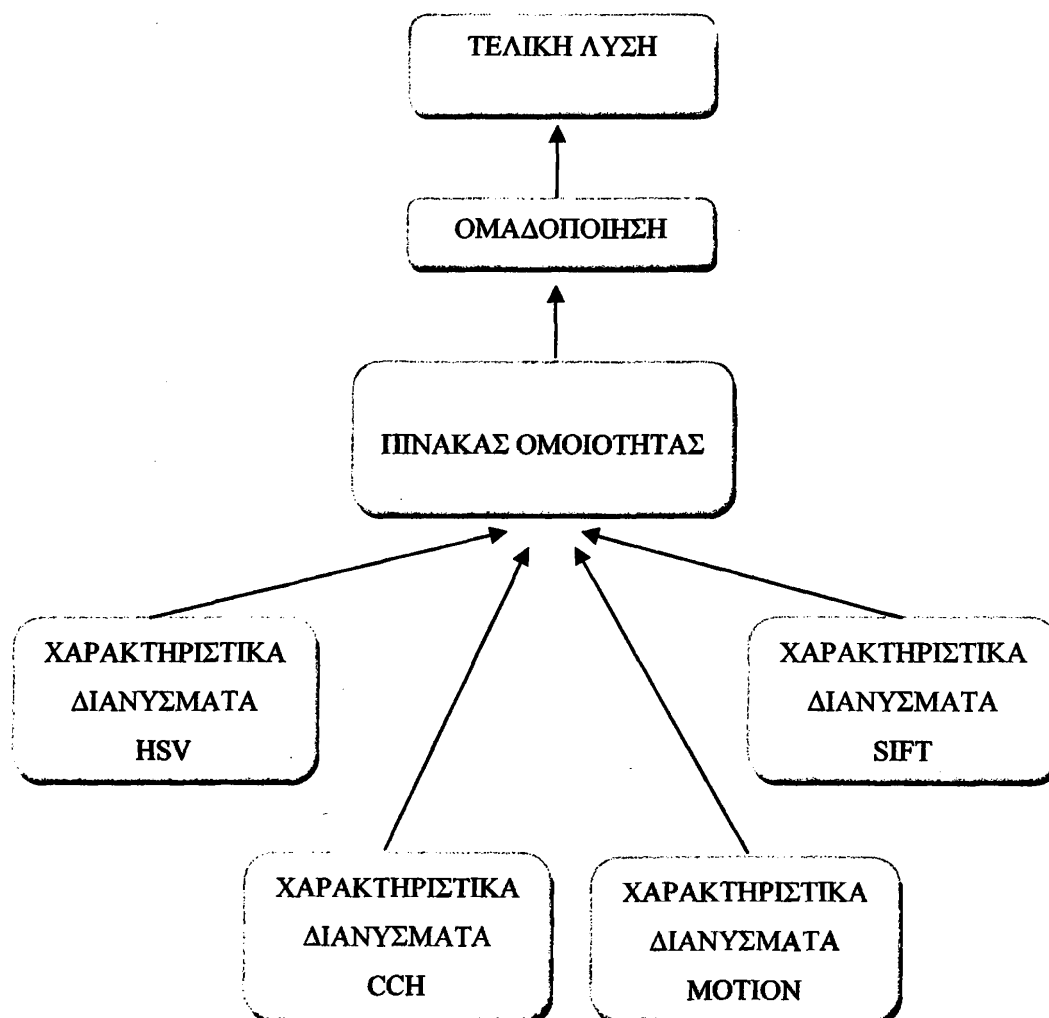 ΤΕΛΙΚΗ ΛΥΣΗ
ΟΜΑΔΟΠΟΙΗΣΗ
ΠΙΝΑΚΑΣ ΟΜΟΙΟΤΗΤΑΣ
ΧΑΡΑΚΤΗΡΙΣΤΙΚΑ
ΔΙΑΝΥΣΜΑΤΑ
HSV
ΧΑΡΑΚΤΗΡΙΣΤΙΚΑ
ΔΙΑΝΥΣΜΑΤΑ
SIFT
ΧΑΡΑΚΤΗΡΙΣΤΙΚΑ
ΔΙΑΝΥΣΜΑΤΑ
CCH
ΧΑΡΑΚΤΗΡΙΣΤΙΚΑ
ΔΙΑΝΥΣΜΑΤΑ
MOTION